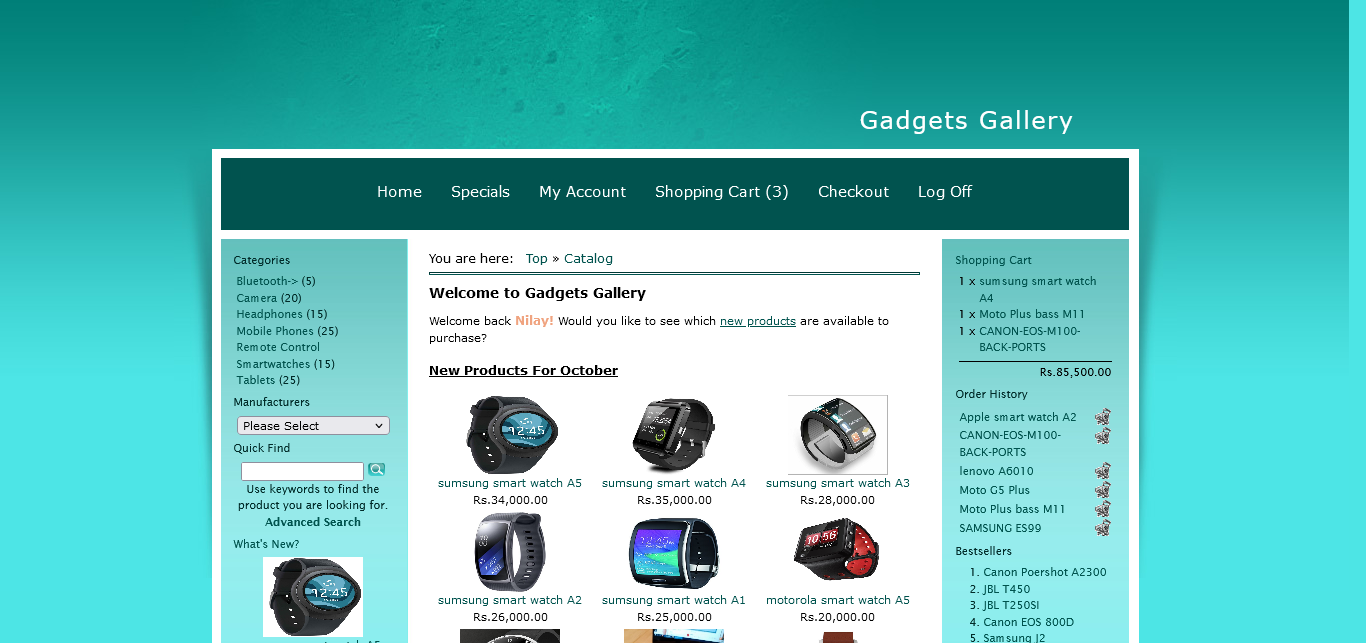 Gadgets Gallery
Home Specials My Account Shopping Cart (3) Checkout Log Off
Categories
Bluetooth-> (5)
Camera (20)
Headphones (15)
Mobile Phones (25)
Remote Control
Smartwatches (15)
Tablets (25)
Manufacturers
Please Select
Quick Find
Use keywords to find the
product you are looking for.
Advanced Search
What's New?
You are here: Top » Catalog
Welcome to Gadgets Gallery
Welcome back Nilay! Would you like to see which new products are available to
purchase?
New Products For October
sumsung smart watch A5
Rs.34,000.00
sumsung smart watch A4
Rs.35,000.00
sumsung smart watch A3
Rs.28,000.00
sumsung smart watch A2
Rs.26,000.00
sumsung smart watch A1
Rs.25,000.00
motorola smart watch A5
Rs.20,000.00
Shopping Cart
1 x sumsung smart watch
A4
1 x Moto Plus bass M11
1 x CANON-EOS-M100-
BACK-PORTS
Rs.85,500.00
Order History
Apple smart watch A2
CANON-EOS-M100-
BACK-PORTS
lenovo A6010
Moto G5 Plus
Moto Plus bass M11
SAMSUNG ES99
Bestsellers
1. Canon Poershot A2300
2. JBL T450
3. JBL T250SI
4. Canon EOS 800D
5. Samsung J2